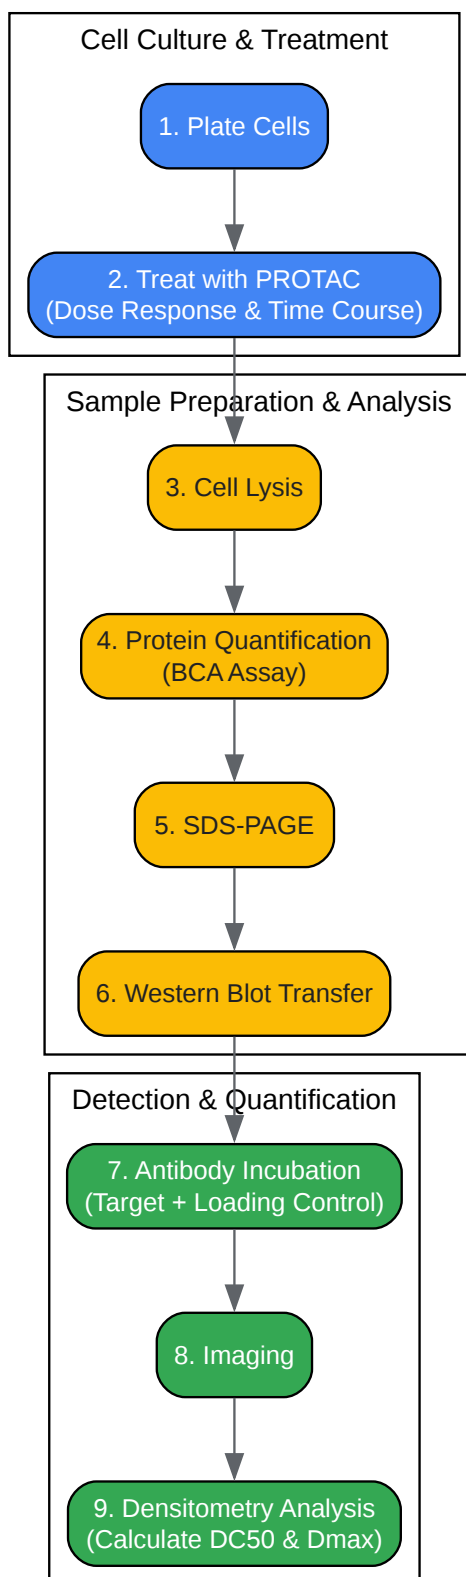 Cell Culture & Treatment
1. Plate Cells
2. Treat with PROTAC
(Dose Response & Time Course)
Sample Preparation & Analysis
3. Cell Lysis
4. Protein Quantification
(BCA Assay)
5. SDS-PAGE
6. Western Blot Transfer
Detection & Quantification
7. Antibody Incubation
(Target + Loading Control)
8. Imaging
9. Densitometry Analysis
(Calculate DC50 & Dmax)